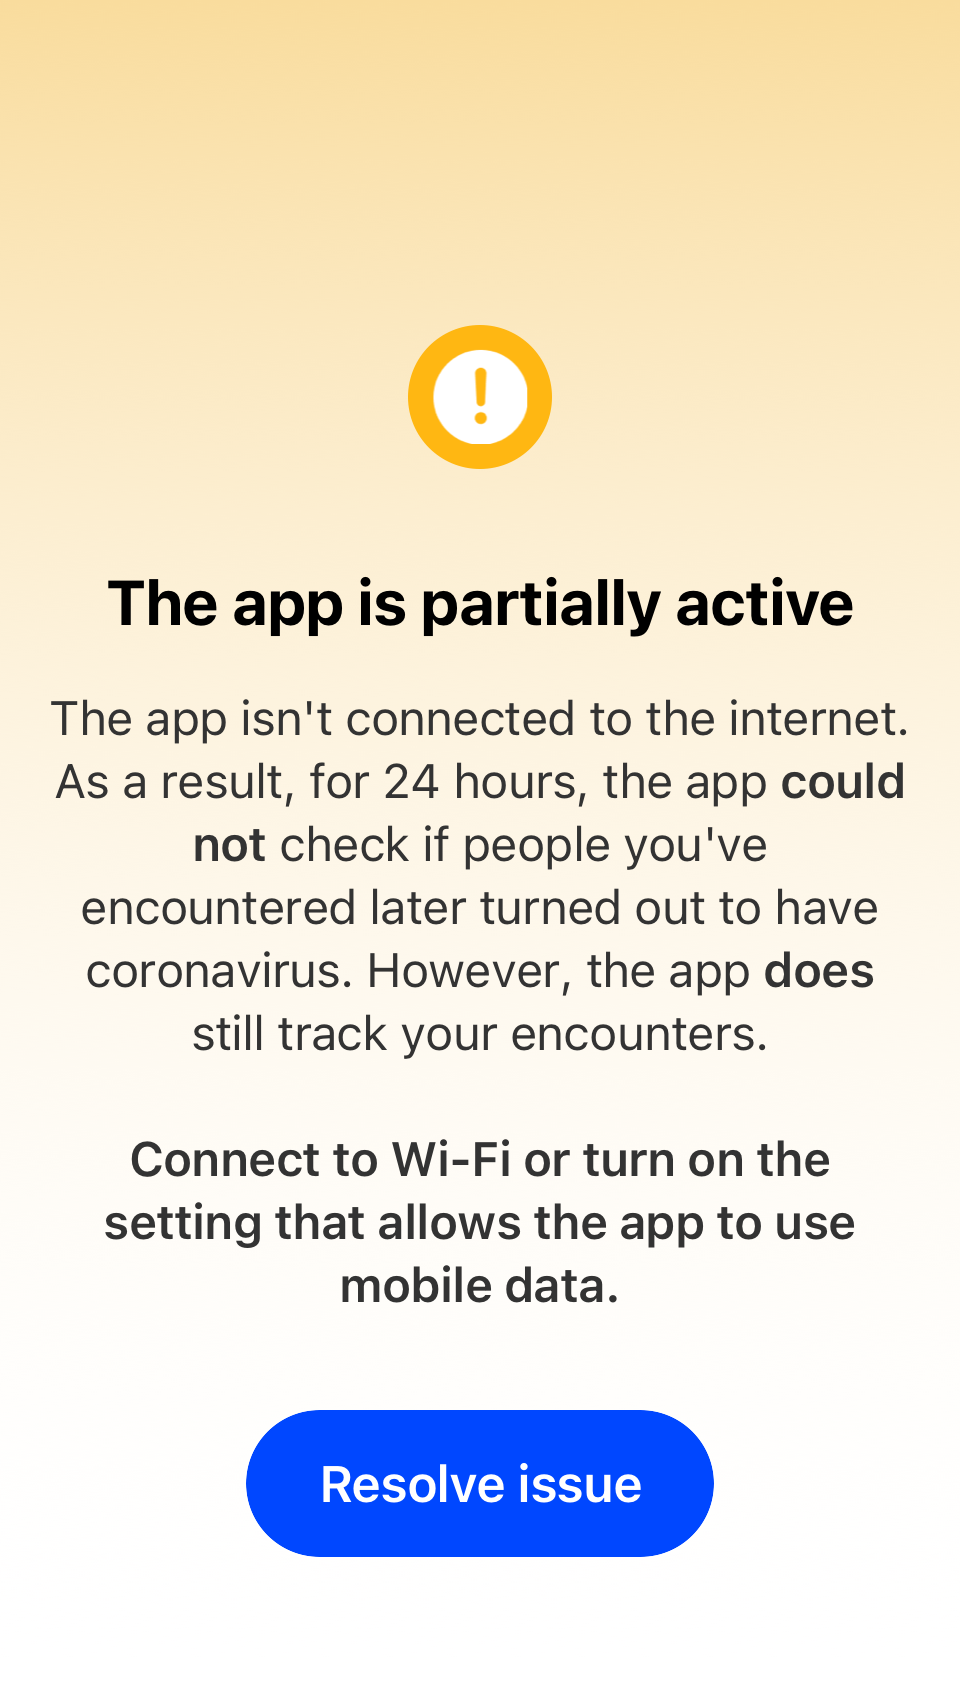 The app is partially active
The app isn't connected to the internet.
As a result, for 24 hours, the app could
not check if people you've
encountered later turned out to have
coronavirus. However, the app does
still track your encounters.
Connect to Wi-Fi or turn on the
setting that allows the app to use
mobile data.
Resolve issue